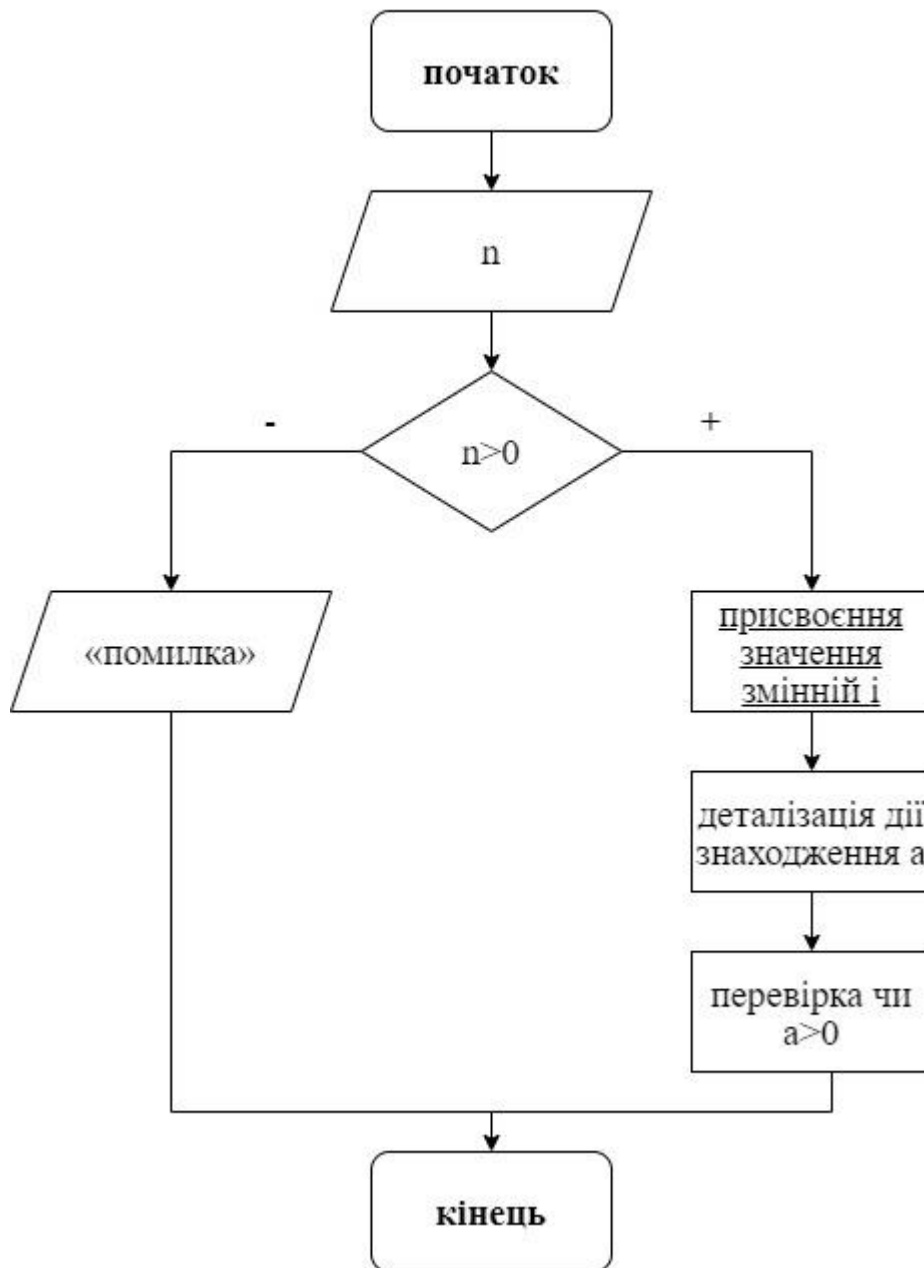 початок
n
-
+
n>0
«помилка»
присвоєння
значення
змінній і
деталізація дії
знаходження а
перевірка чи
а>0
кінець